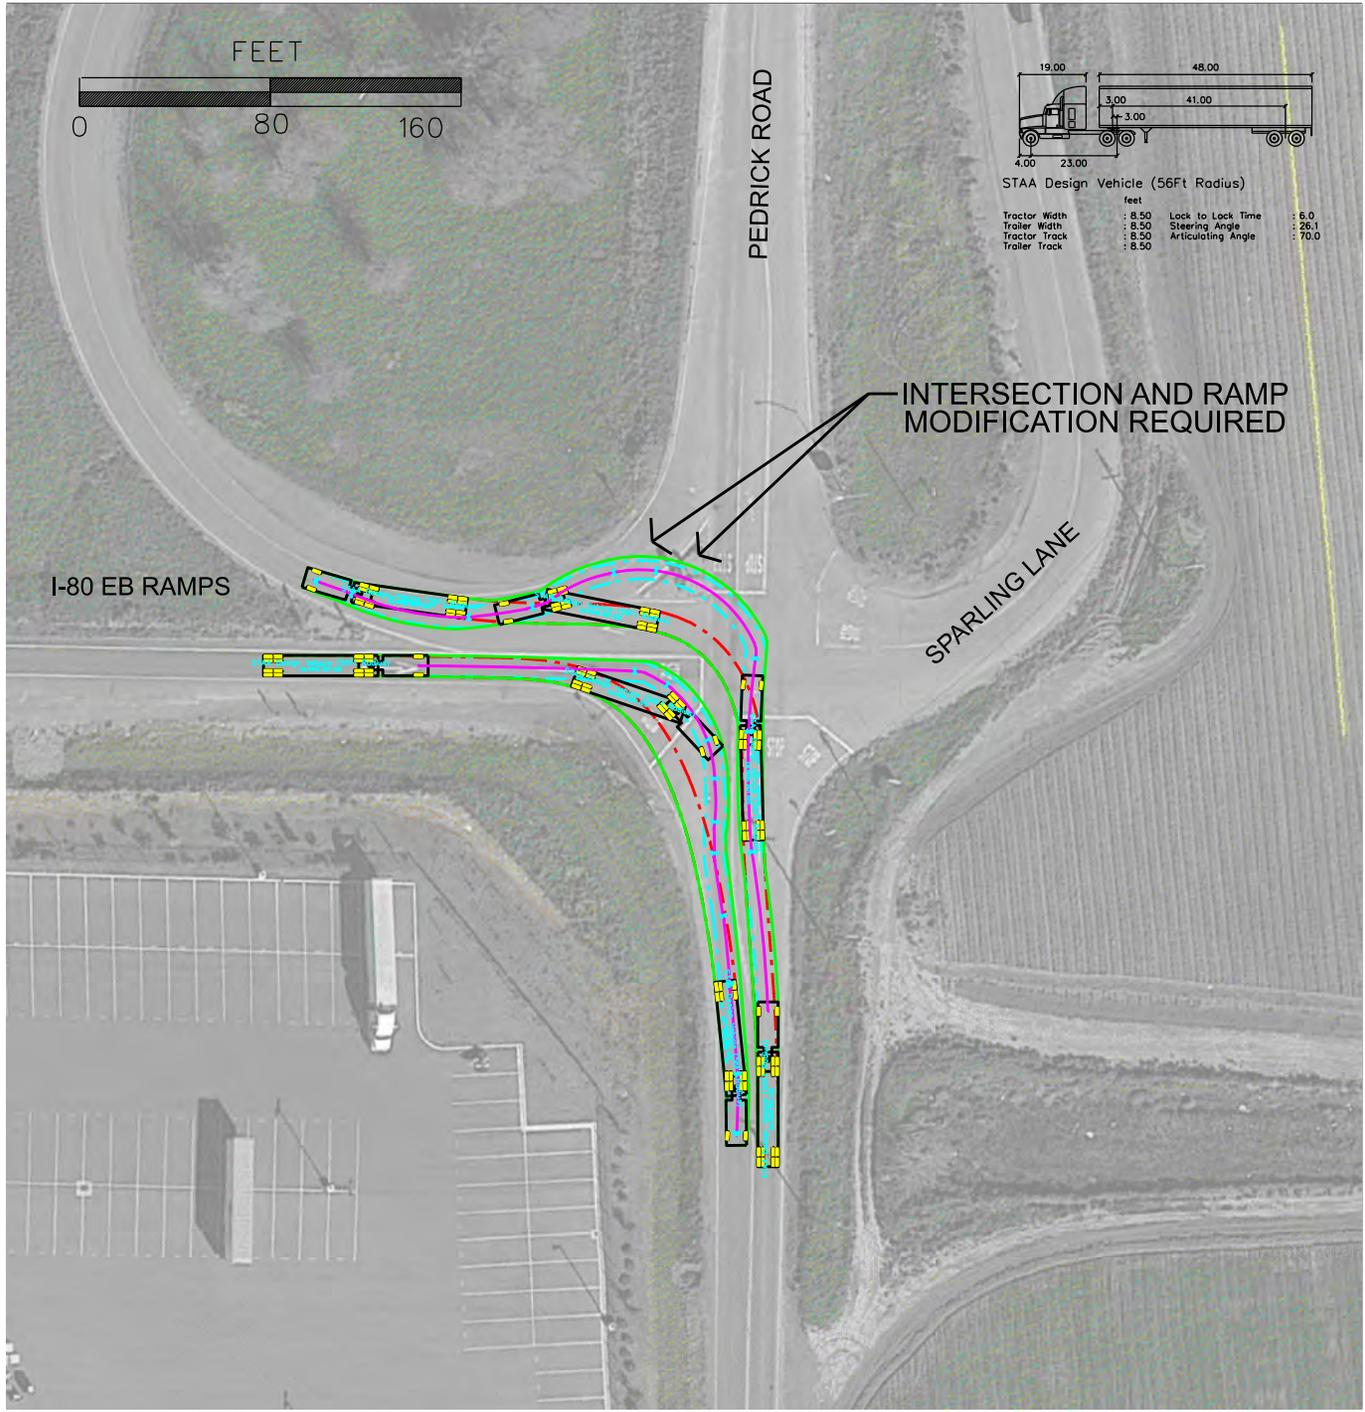 FEET
0 80 160
PEDRICK ROAD
19.00
48.00
3.00
41.00
3.00
4.00
23.00
STAA Design Vehicle (56Ft Radius)
feet
Tractor Width : 8.50 Lock to Lock Time : 6.0
Trailer Width : 8.50 Steering Angle : 26.1
Tractor Track : 8.50 Articulating Angle : 70.0
Trailer Track : 8.50
INTERSECTION AND RAMP
MODIFICATION REQUIRED
I-80 EB RAMPS
SPARLING LANE
STOP